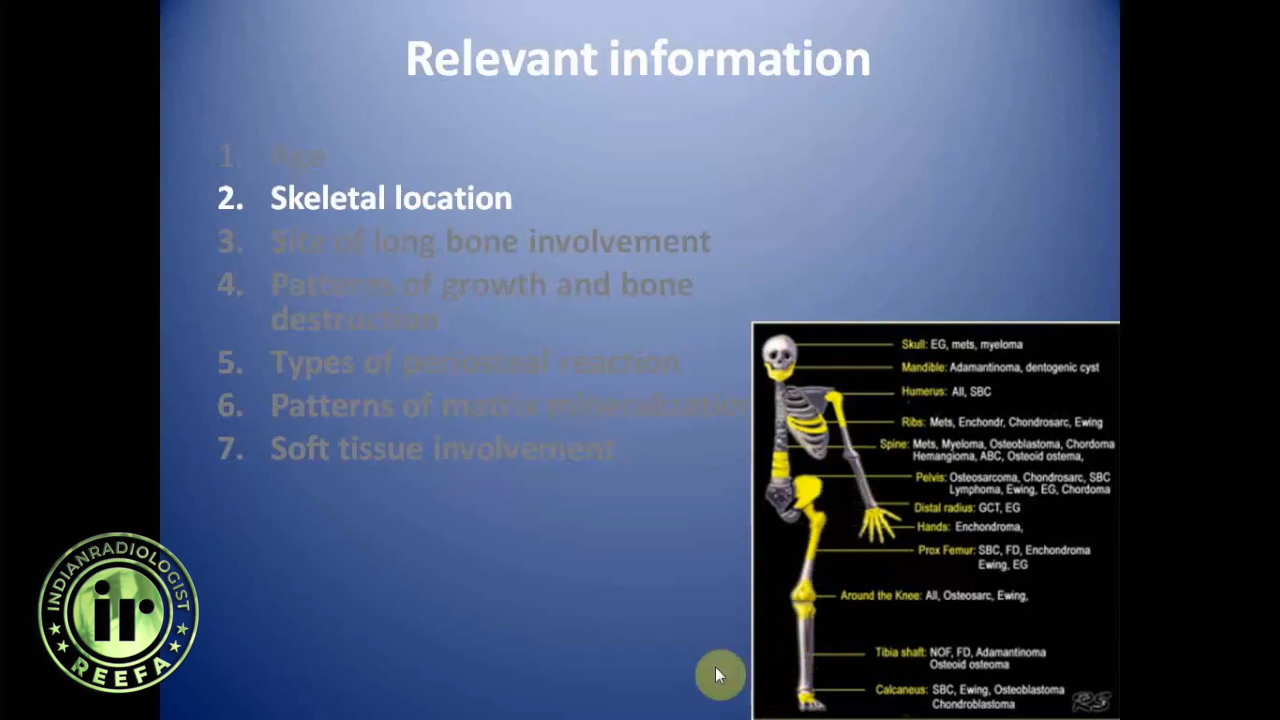 Relevant information
1. Age
2. Skeletal location
3. Site of long bone involvement
4. Patterns of growth and bone
destruction
5. Types of periosteal reaction
6. Patterns of matrix mineralization
7. Soft tissue involvement
Skull: EG, mets, myeloma
Mandible: Adamantinoma, dentogenic cyst
Humerus: All, SBC
Ribs: Mets, Enchondr, Chondrosarc, Ewing
Spine: Mets, Myeloma, Osteoblastoma, Chordoma
Hemangioma, ABC, Osteoid ostema,
Pelvis: Osteosarcoma, Chondrosarc, SBC
Lymphoma, Ewing, EG, Chordoma
Distal radius: GCT, EG
Hands: Enchondroma,
Prox Femur: SBC, FD, Enchondroma
Ewing, EG
Around the Knee: All, Osteosarc, Ewing,
Tibia shaft: NOF, FD, Adamantinoma
Osteoid osteoma
Calcaneus: SBC, Ewing, Osteoblastoma
Chondroblastoma
RS
INDIANRADIOLOGIST
ir
REEFA